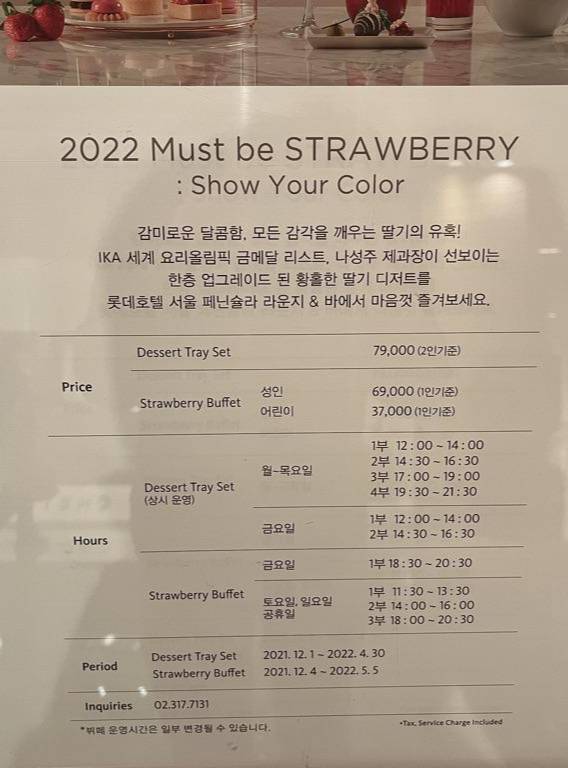 2022 Must be STRAWBERRY
: Show Your Color
감미로운 달콤함, 모든 감각을 깨우는 딸기의 유혹!
IKA 세계 요리올림픽 금메달 리스트, 나성주 제과장이 선보이는
한층 업그레이드 된 황홀한 딸기 디저트를
롯데호텔 서울 페닌슐라 라운지 & 바에서 마음껏 즐겨보세요.
Price
Dessert Tray Set 79,000 (2인기준)
Strawberry Buffet 성인 69,000 (1인기준)
어린이 37,000 (1인기준)
Hours
Dessert Tray Set
(상시 운영)
월~목요일
1부 12:00 ~ 14:00
2부 14:30 ~ 16:30
3부 17:00 ~ 19:00
4부 19:30 ~ 21:30
금요일
1부 12:00 ~ 14:00
2부 14:30 ~ 16:30
Strawberry Buffet
금요일 1부 18:30 ~ 20:30
토요일, 일요일
공휴일
1부 11:30 ~ 13:30
2부 14:00 ~ 16:00
3부 18:00 ~ 20:30
Period
Dessert Tray Set 2021. 12. 1 ~ 2022. 4. 30
Strawberry Buffet 2021. 12. 4 ~ 2022. 5. 5
Inquiries 02.317.7131
*뷔페 운영시간은 일부 변경될 수 있습니다.
•Tax, Service Charge Included